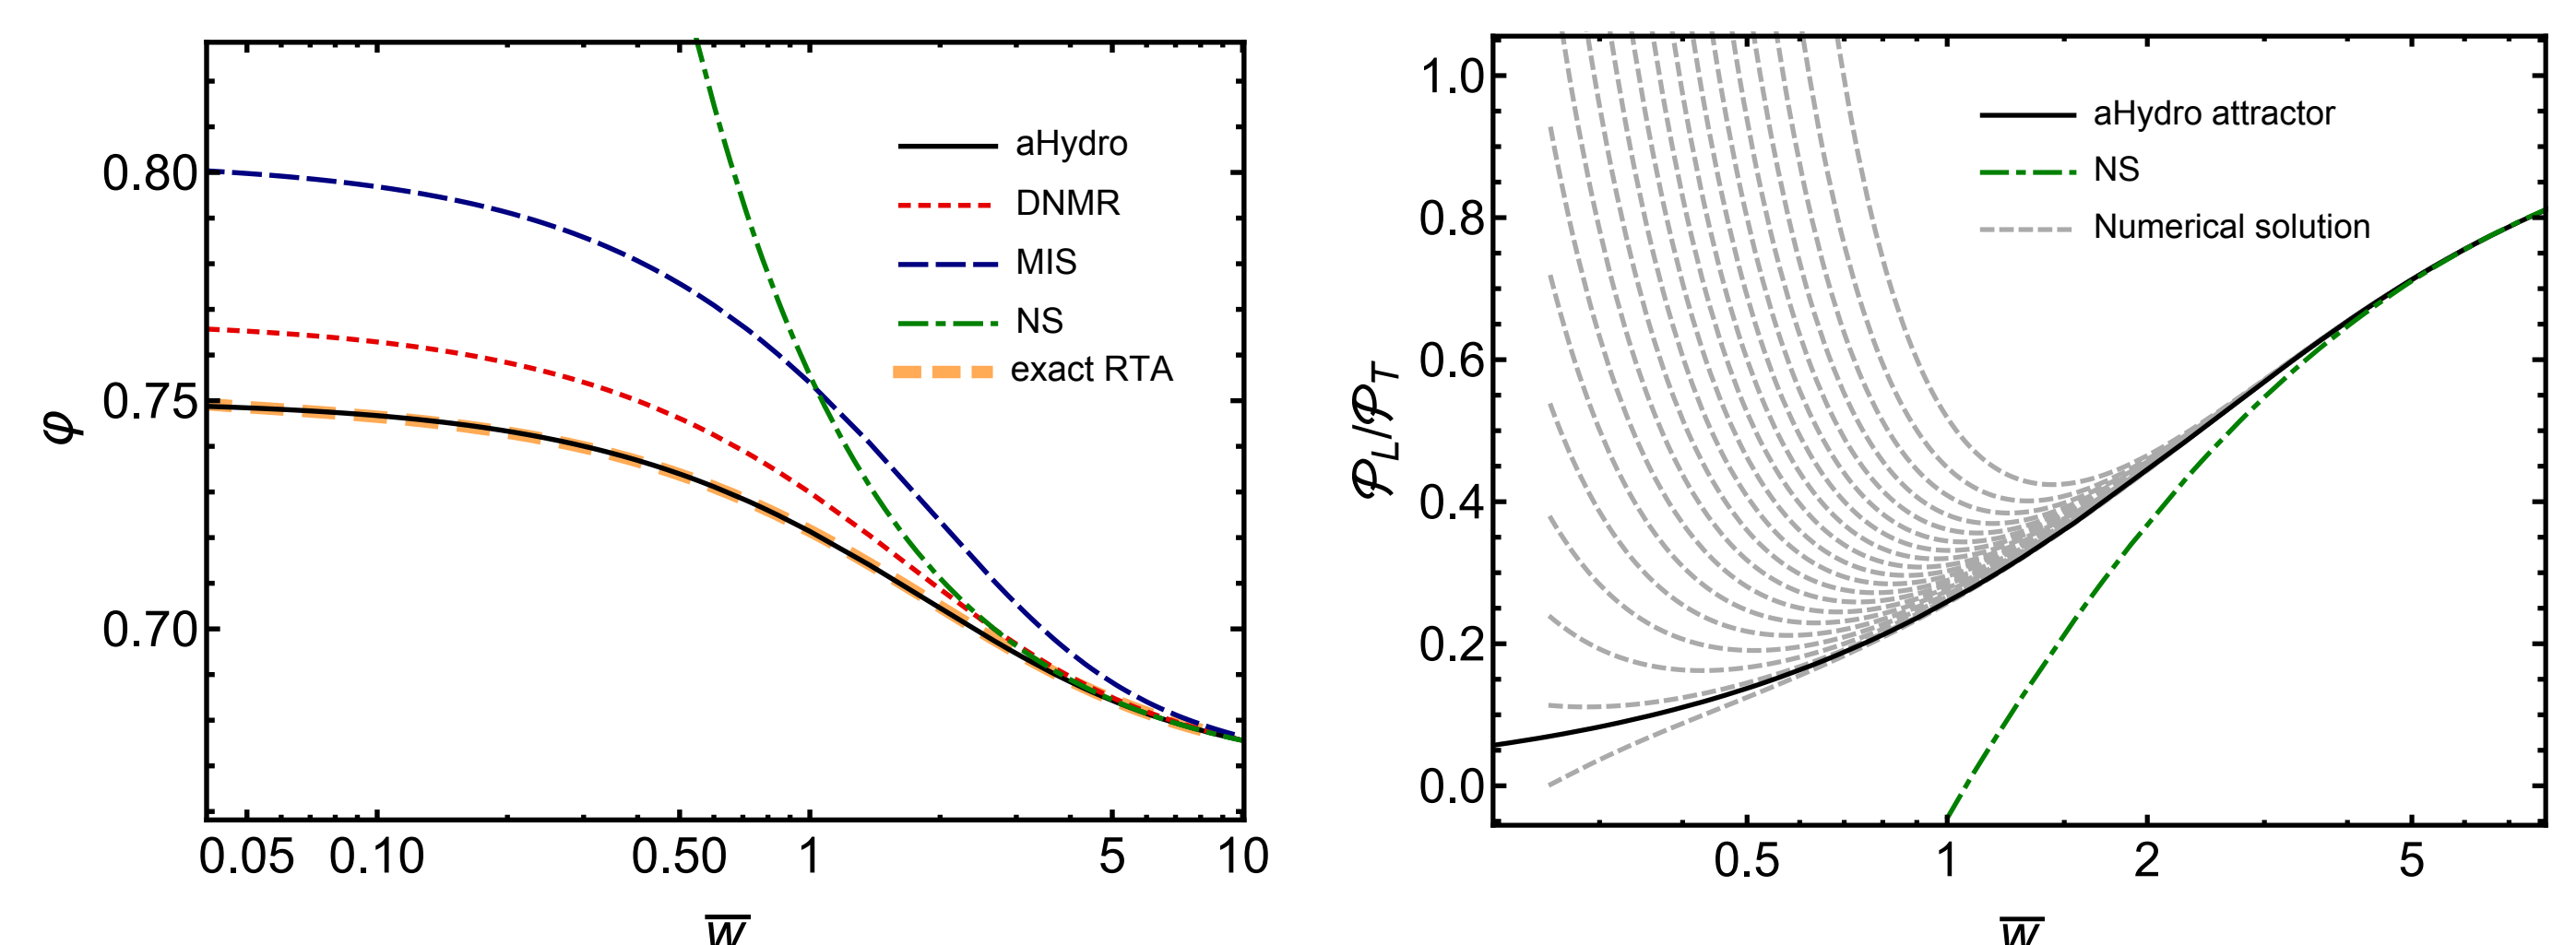 0.80
0.75
0.70
φ
0.05 0.10 0.50 1 5 10
w̅
aHydro
DNMR
MIS
NS
exact RTA
1.0
0.8
0.6
0.4
0.2
0.0
𝒫L/𝒫T
0.5 1 2 5
w̅
aHydro attractor
NS
Numerical solution